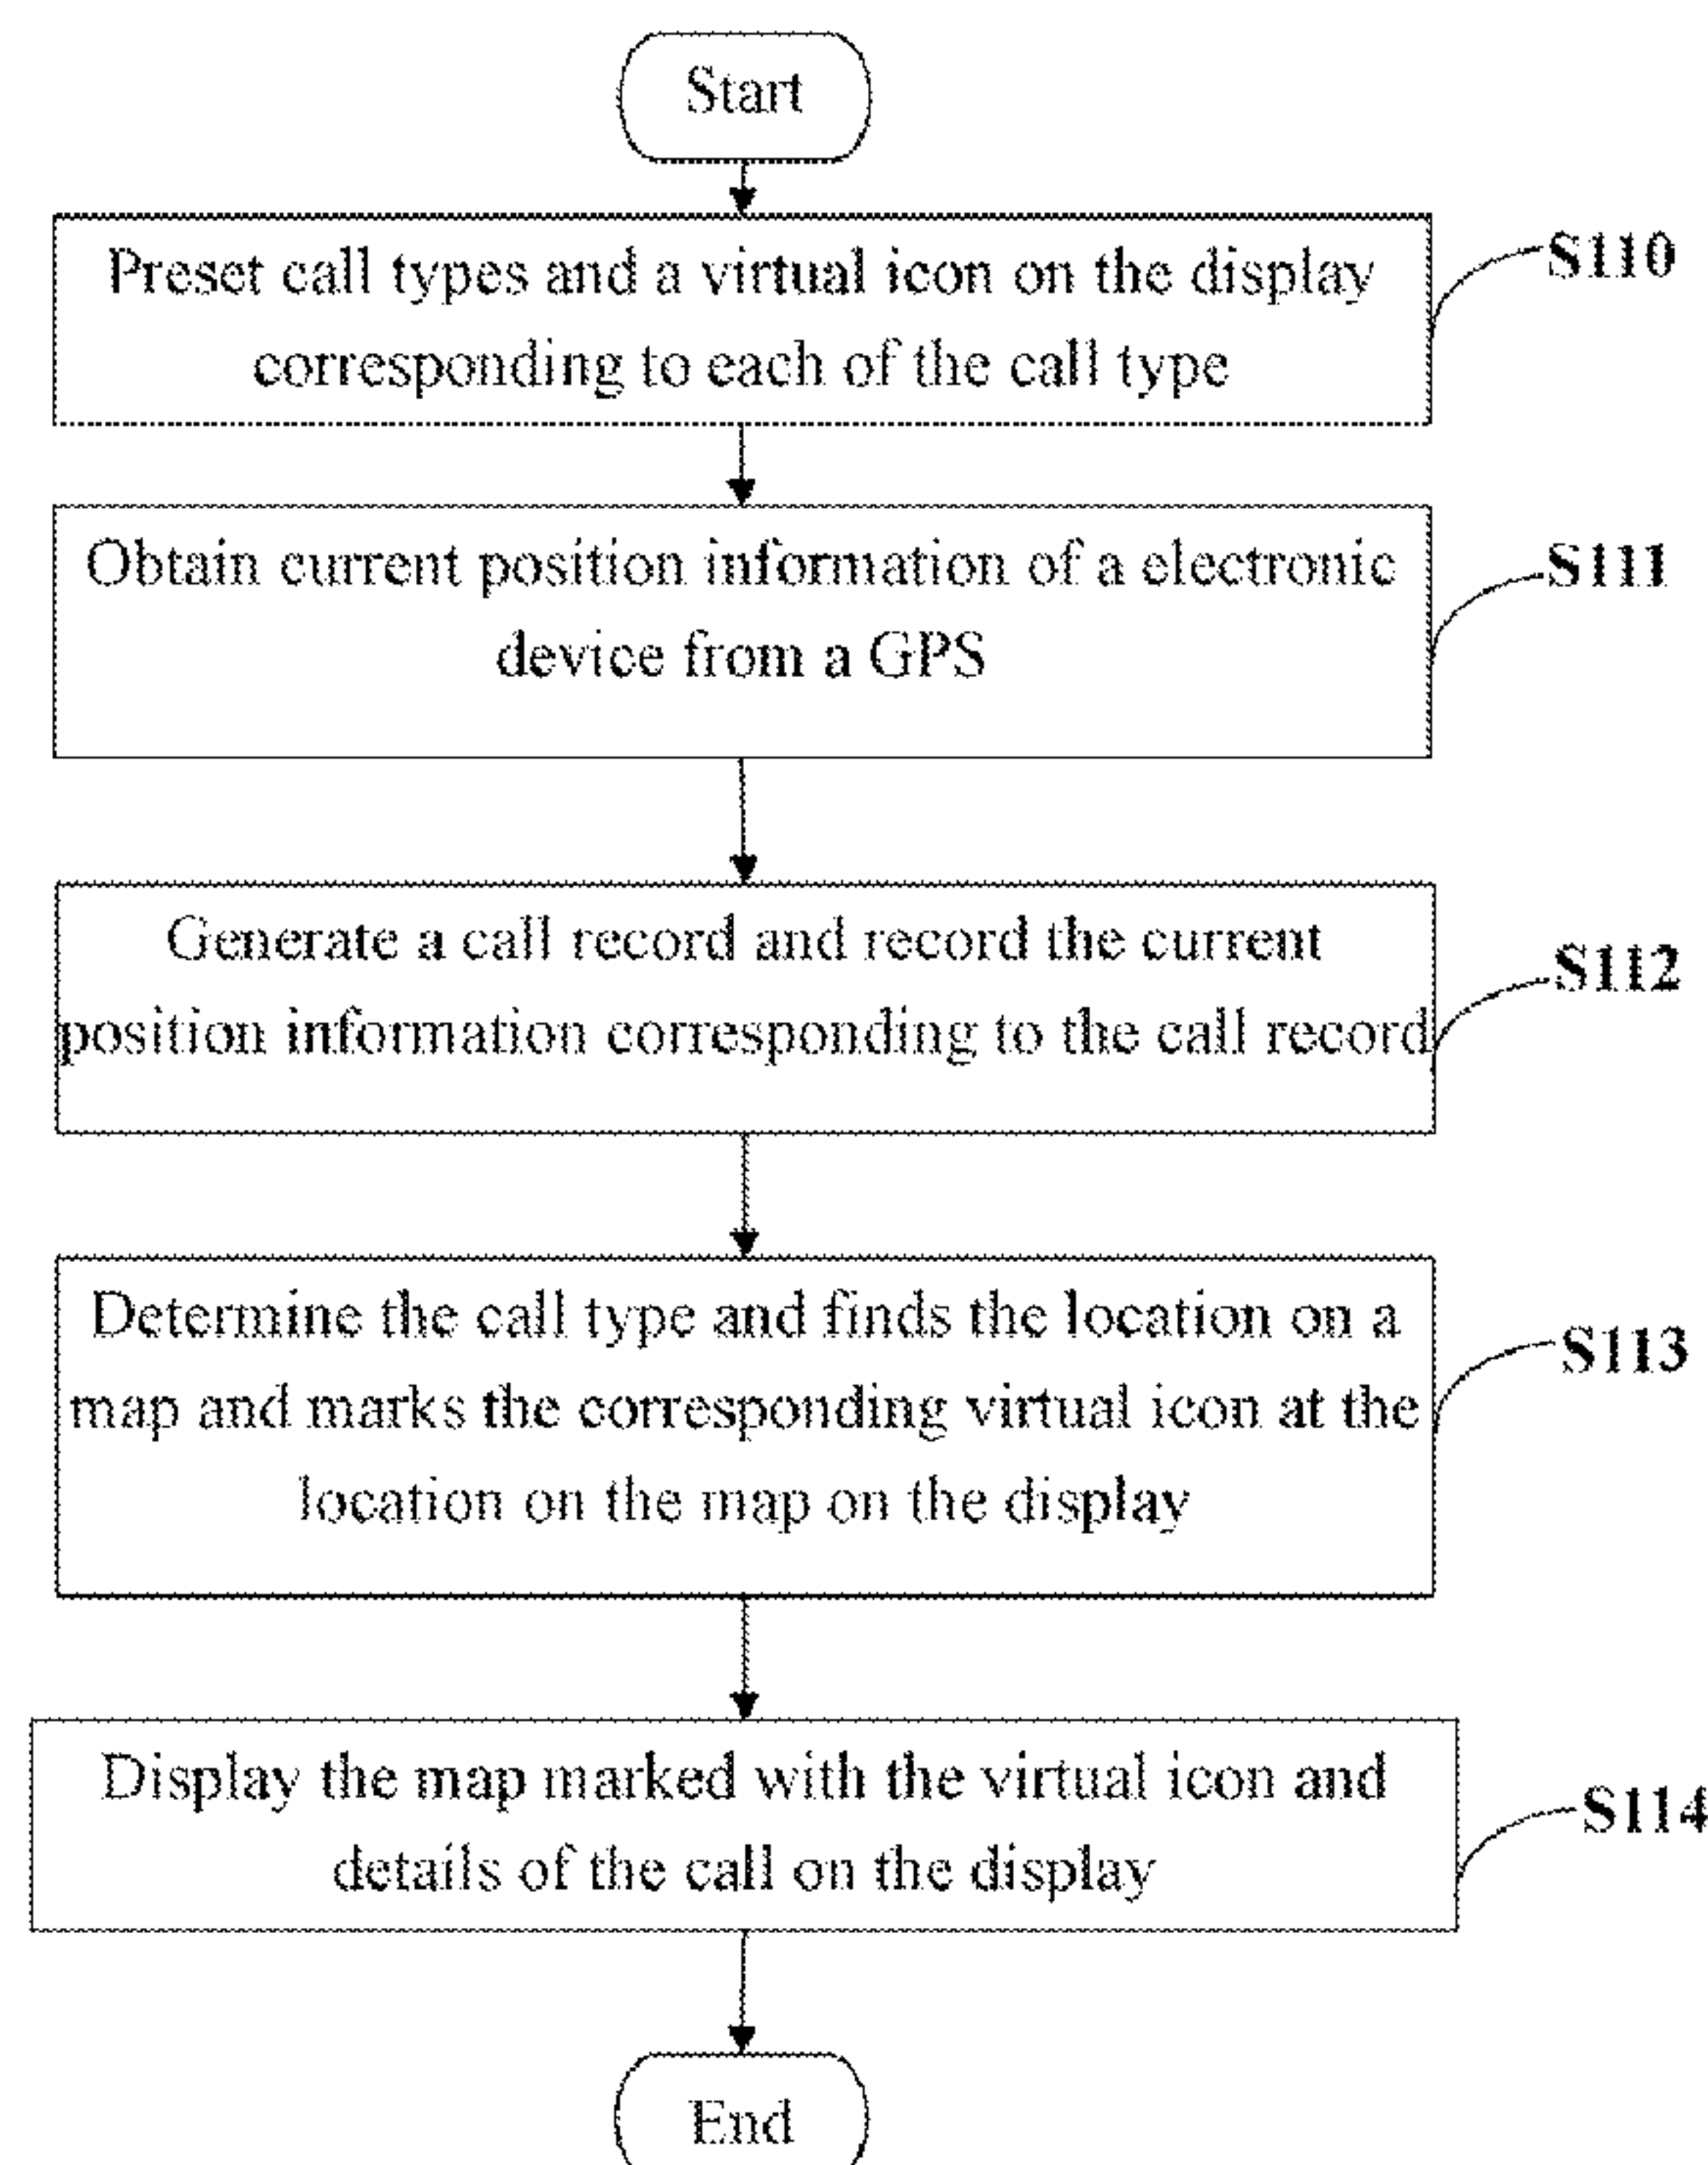 Start
Preset call types and a virtual icon on the display
corresponding to each of the call type
S110
Obtain current position information of a electronic
device from a GPS
S111
Generate a call record and record the current
position information corresponding to the call record
S112
Determine the call type and finds the location on a
map and marks the corresponding virtual icon at the
location on the map on the display
S113
Display the map marked with the virtual icon and
details of the call on the display
S114
End